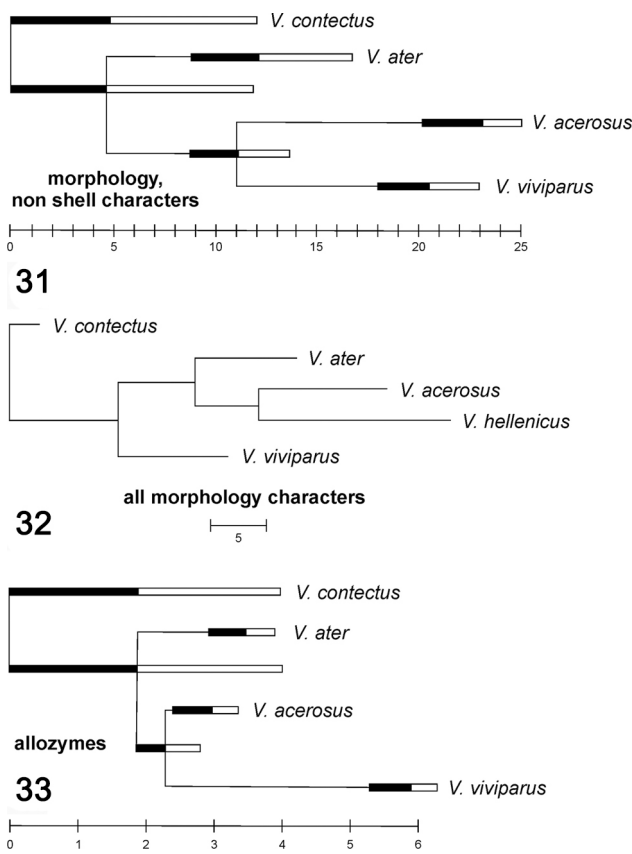 V. contectus
V. ater
V. acerosus
V. viviparus
morphology,
non shell characters
0 5 10 15 20 25
31
V. contectus
V. ater
V. acerosus
V. hellenicus
V. viviparus
all morphology characters
5
32
V. contectus
V. ater
V. acerosus
allozymes
V. viviparus
33
0 1 2 3 4 5 6